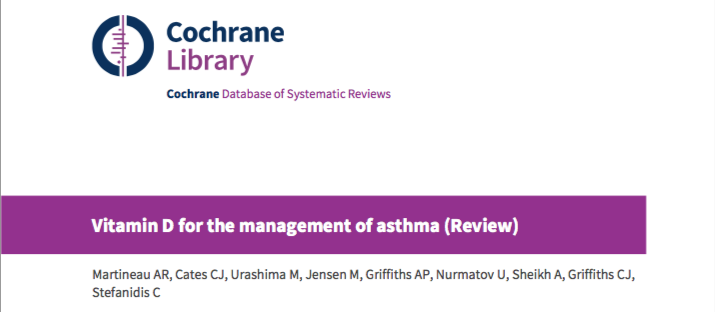 Cochrane
Library
Cochrane Database of Systematic Reviews
Vitamin D for the management of asthma (Review)
Martineau AR, Cates CJ, Urashima M, Jensen M, Griffiths AP, Nurmatov U, Sheikh A, Griffiths CJ,
Stefanidis C